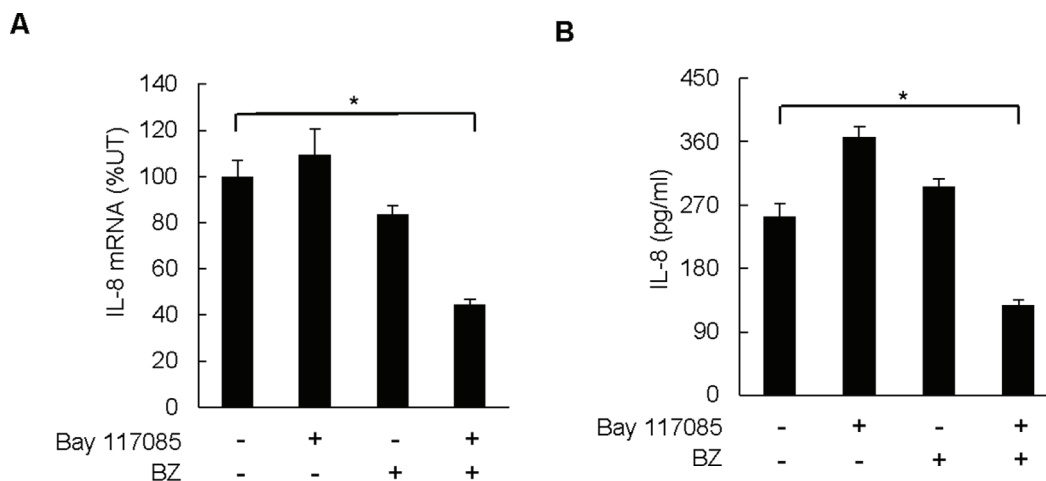 A
IL-8 mRNA (%UT)
140
120
100
80
60
40
20
0
*
Bay 117085 - + - +
BZ - - + +
B
IL-8 (pg/ml)
450
360
270
180
90
0
*
Bay 117085 - + - +
BZ - - + +